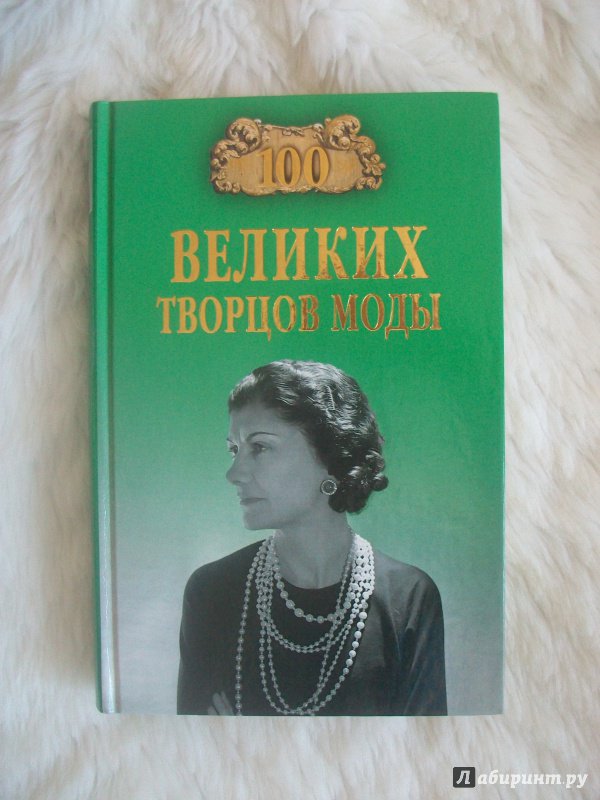 100
ВЕЛИКИХ
ТВОРЦОВ МОДЫ
Лабиринт.ру